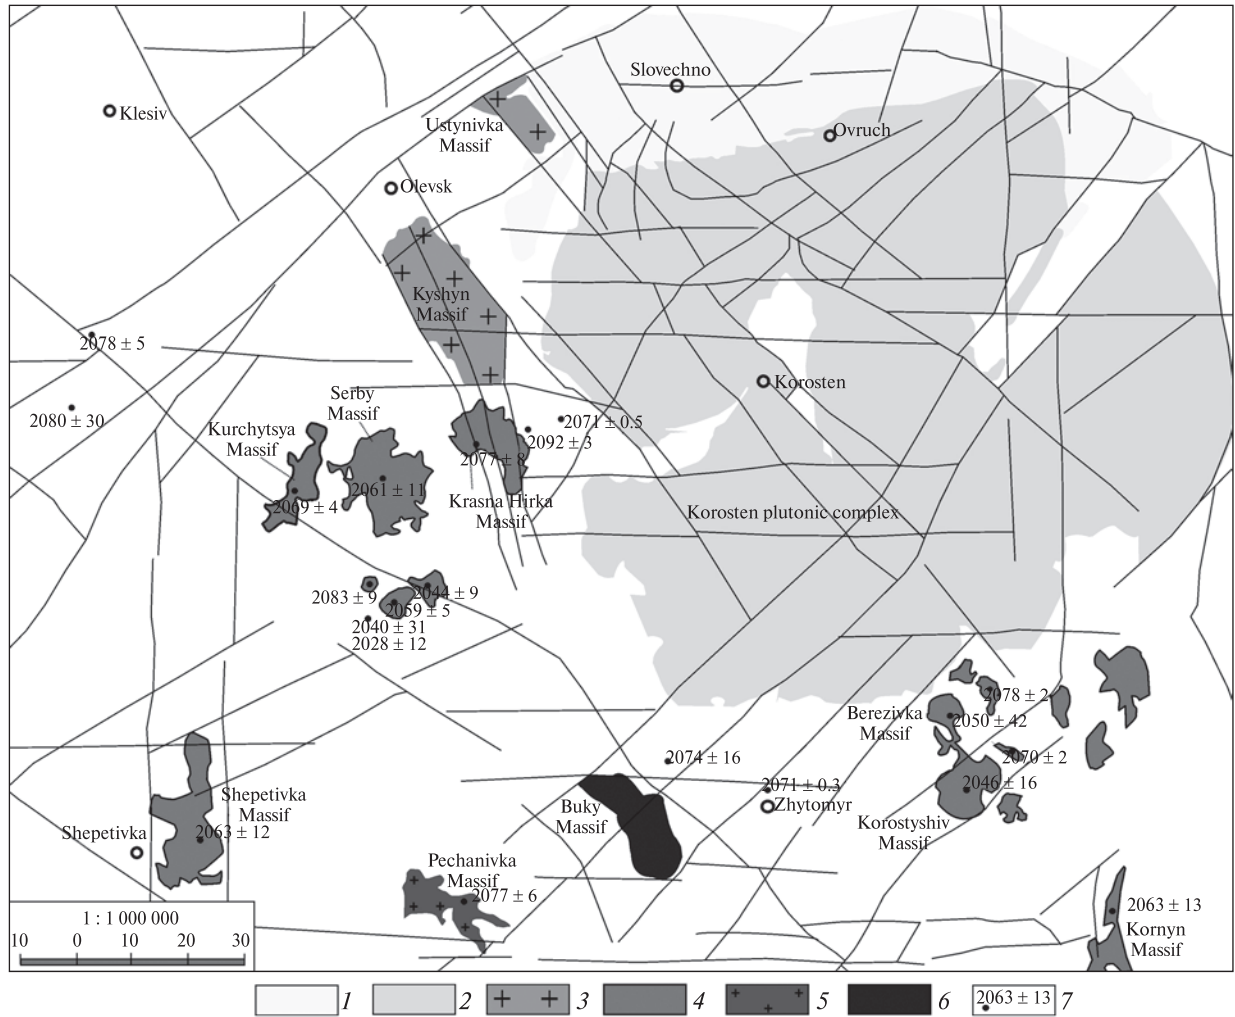 Slovechno
Klesiv
Ustynivka
Massif
Ovruch
Olevsk
Kyshyn
Massif
2078 ± 5
Korosten
2080 ± 30
Serby
Massif
Kurchytsya
Massif
2071 ± 0.5
2092 ± 3
2077 ± 8
2061 ± 11
2069 ± 4
Krasna Hirka
Massif
Korosten plutonic complex
2083 ± 9
2044 ± 9
2059 ± 5
2040 ± 31
2028 ± 12
2078 ± 2
Berezivka
Massif
2050 ± 42
2074 ± 16
2070 ± 2
2071 ± 0.3
2046 ± 16
Zhytomyr
Buky
Massif
Shepetivka
Massif
Shepetivka
2063 ± 12
Korostyshiv
Massif
Pechanivka
Massif
2077 ± 6
2063 ± 13
Kornyn
Massif
1 : 1 000 000
10 0 10 20 30
1 2 3 4 5 6 2063 ± 13 7